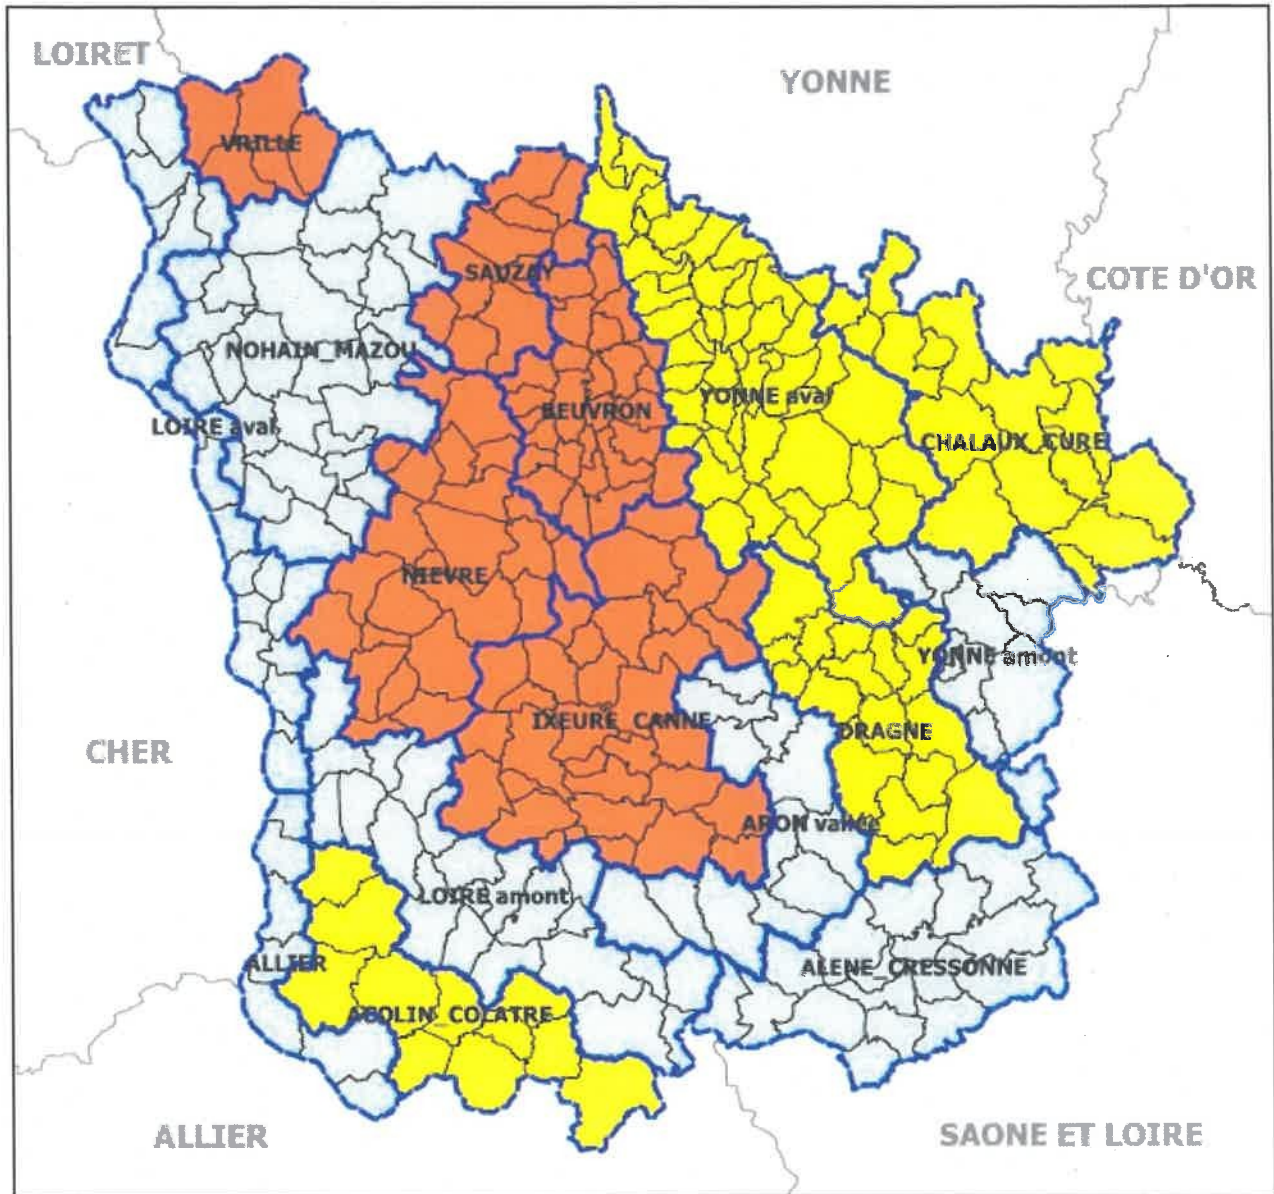 LOIRET
YONNE
VRILLE
SAUZAY
COTE D'OR
NOHAIN_MAZOU
YONNE aval
BEUVRON
LOIRE aval
CHALAUX_CURE
NIEVRE
YONNE amont
IXEURE_CANNE
DRAGNE
CHER
ARON vallée
LOIRE amont
ALLIER
ALENE_CRESSONNE
ACOLIN_COLATRE
ALLIER
SAONE ET LOIRE